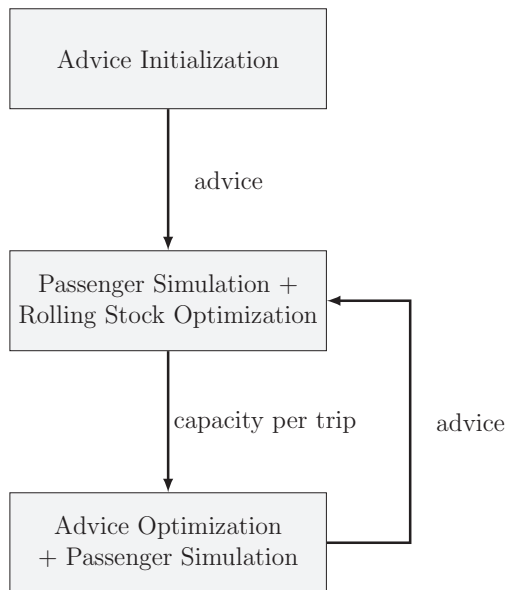 Advice Initialization
advice
Passenger Simulation +
Rolling Stock Optimization
capacity per trip
advice
Advice Optimization
+ Passenger Simulation